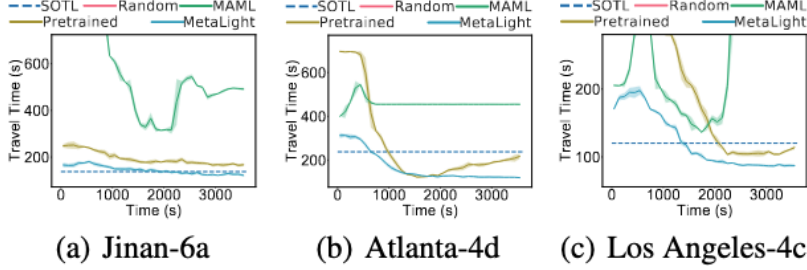 SOTL Random MAML
Pretrained MetaLight
Travel Time (s)
600
400
200
0 1000 2000 3000
Time (s)
(a) Jinan-6a
SOTL Random MAML
Pretrained MetaLight
Travel Time (s)
600
400
200
0 1000 2000 3000
Time (s)
(b) Atlanta-4d
SOTL Random MAML
Pretrained MetaLight
Travel Time (s)
200
100
0 1000 2000 3000
Time (s)
(c) Los Angeles-4c